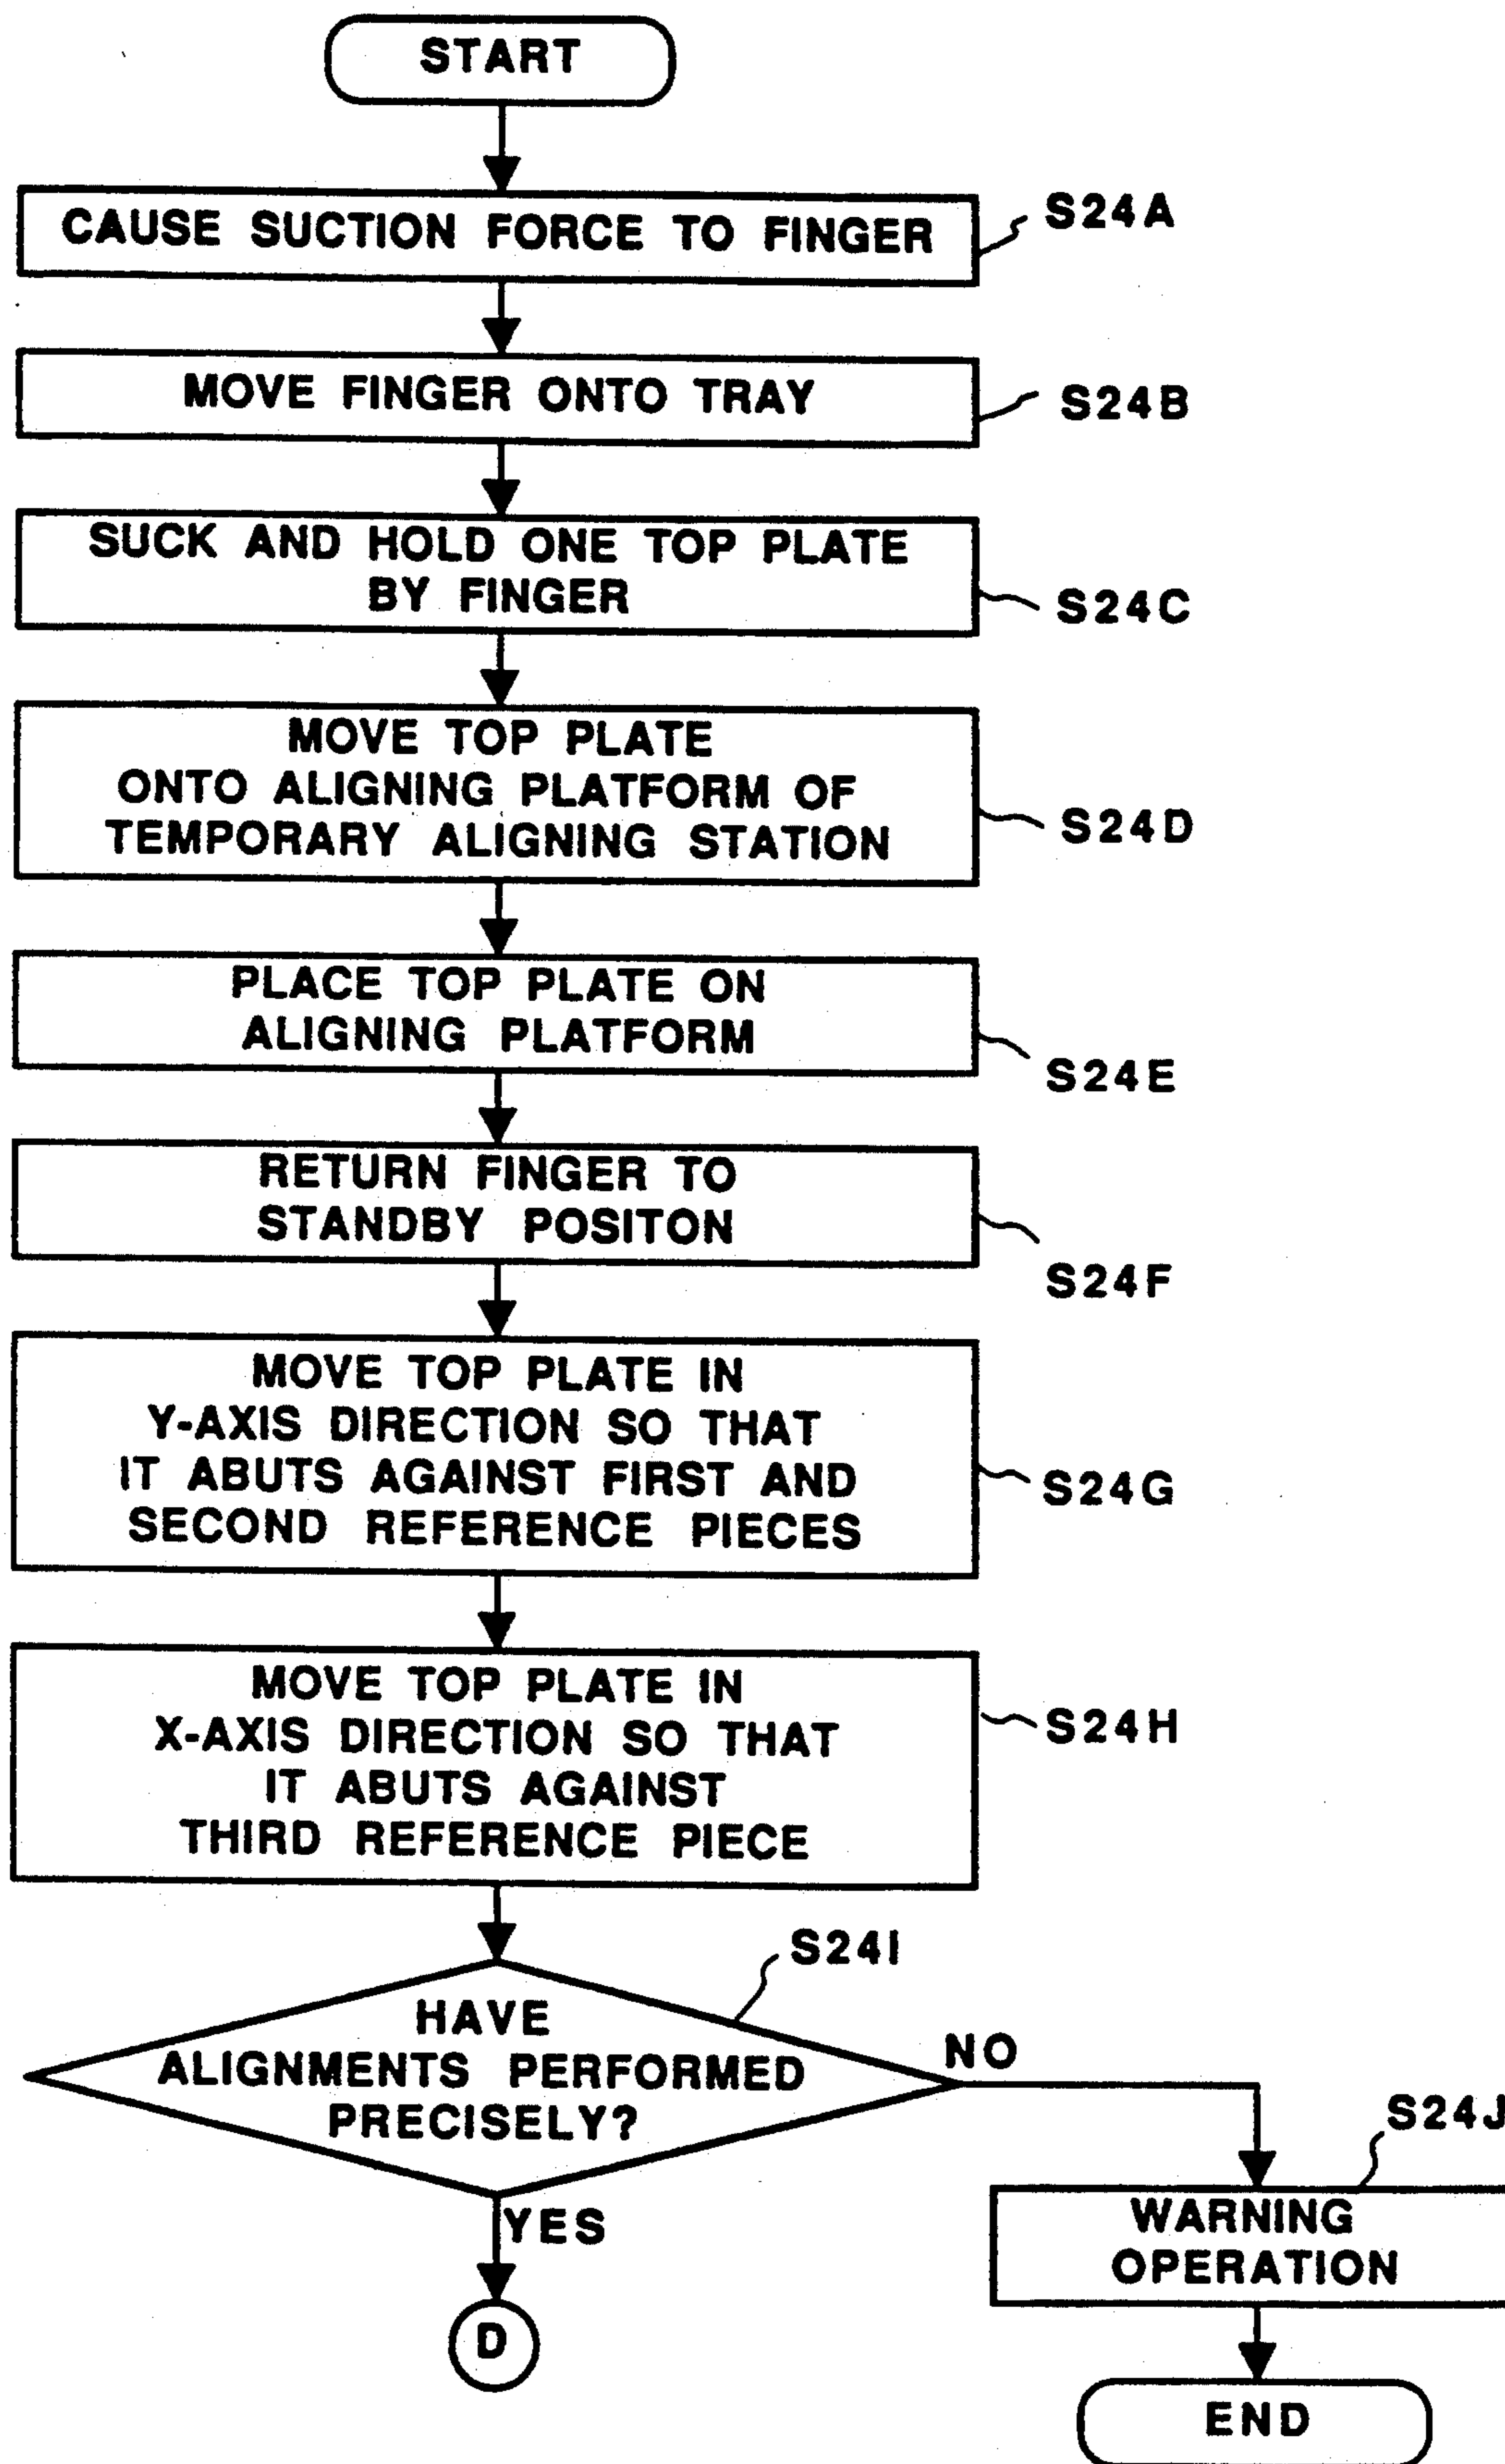 START
CAUSE SUCTION FORCE TO FINGER
S24A
MOVE FINGER ONTO TRAY
S24B
SUCK AND HOLD ONE TOP PLATE
BY FINGER
S24C
MOVE TOP PLATE
ONTO ALIGNING PLATFORM OF
TEMPORARY ALIGNING STATION
S24D
PLACE TOP PLATE ON
ALIGNING PLATFORM
S24E
RETURN FINGER TO
STANDBY POSITON
S24F
MOVE TOP PLATE IN
Y-AXIS DIRECTION SO THAT
IT ABUTS AGAINST FIRST AND
SECOND REFERENCE PIECES
S24G
MOVE TOP PLATE IN
X-AXIS DIRECTION SO THAT
IT ABUTS AGAINST
THIRD REFERENCE PIECE
S24H
S24I
HAVE
ALIGNMENTS PERFORMED
PRECISELY?
NO
YES
D
S24J
WARNING
OPERATION
END